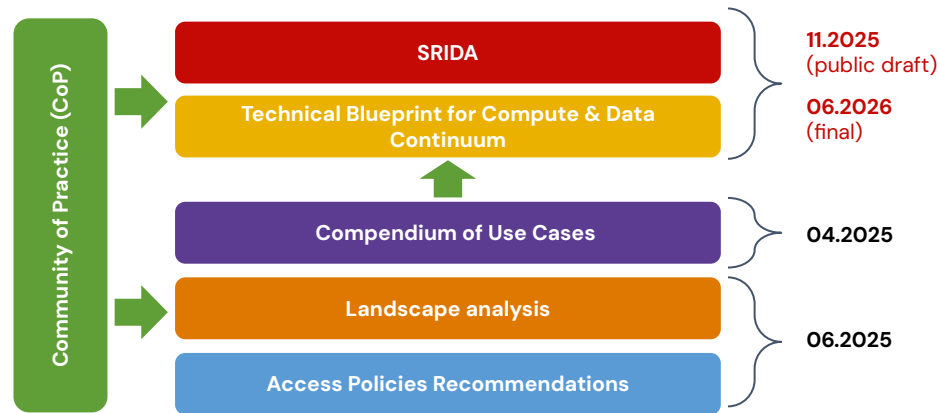 Community of Practice (CoP)
SRIDA
Technical Blueprint for Compute & Data
Continuum
11.2025
(public draft)
06.2026
(final)
Compendium of Use Cases
04.2025
Landscape analysis
Access Policies Recommendations
06.2025